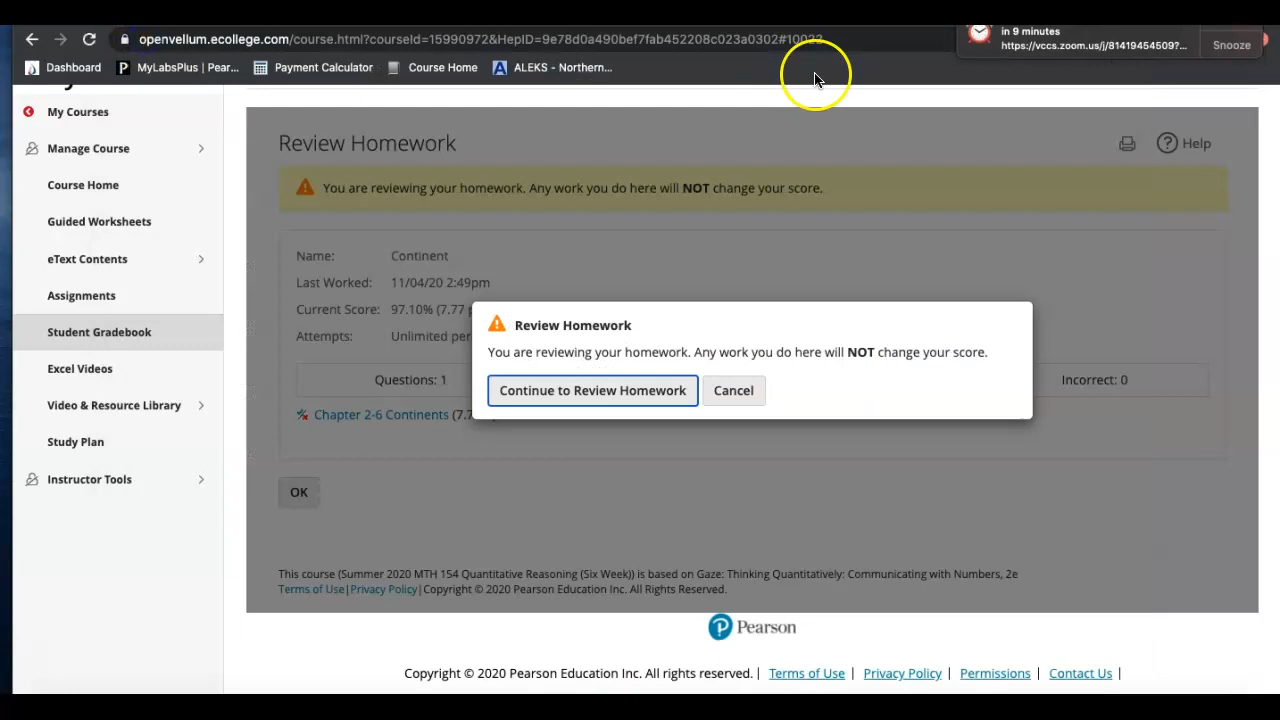 openvellum.ecollege.com/course.html?courseId=15990972&HepID=9e78d0a490bef7fab452208c023a0302#10022
in 9 minutes
https://vccs.zoom.us/j/81419454509?...
Snooze
Dashboard
MyLabsPlus | Pear...
Payment Calculator
Course Home
ALEKS - Northern...
My Courses
Manage Course
Course Home
Guided Worksheets
eText Contents
Assignments
Student Gradebook
Excel Videos
Video & Resource Library
Study Plan
Instructor Tools
Review Homework
Help
You are reviewing your homework. Any work you do here will NOT change your score.
Name: Continent
Last Worked: 11/04/20 2:49pm
Current Score: 97.10% (7.77 p
Attempts: Unlimited per
Questions: 1
Incorrect: 0
Chapter 2-6 Continents (7.7
Review Homework
You are reviewing your homework. Any work you do here will NOT change your score.
Continue to Review Homework
Cancel
OK
This course (Summer 2020 MTH 154 Quantitative Reasoning (Six Week)) is based on Gaze: Thinking Quantitatively: Communicating with Numbers, 2e
Terms of Use|Privacy Policy|Copyright © 2020 Pearson Education Inc. All Rights Reserved.
P Pearson
Copyright © 2020 Pearson Education Inc. All rights reserved. | Terms of Use | Privacy Policy | Permissions | Contact Us |